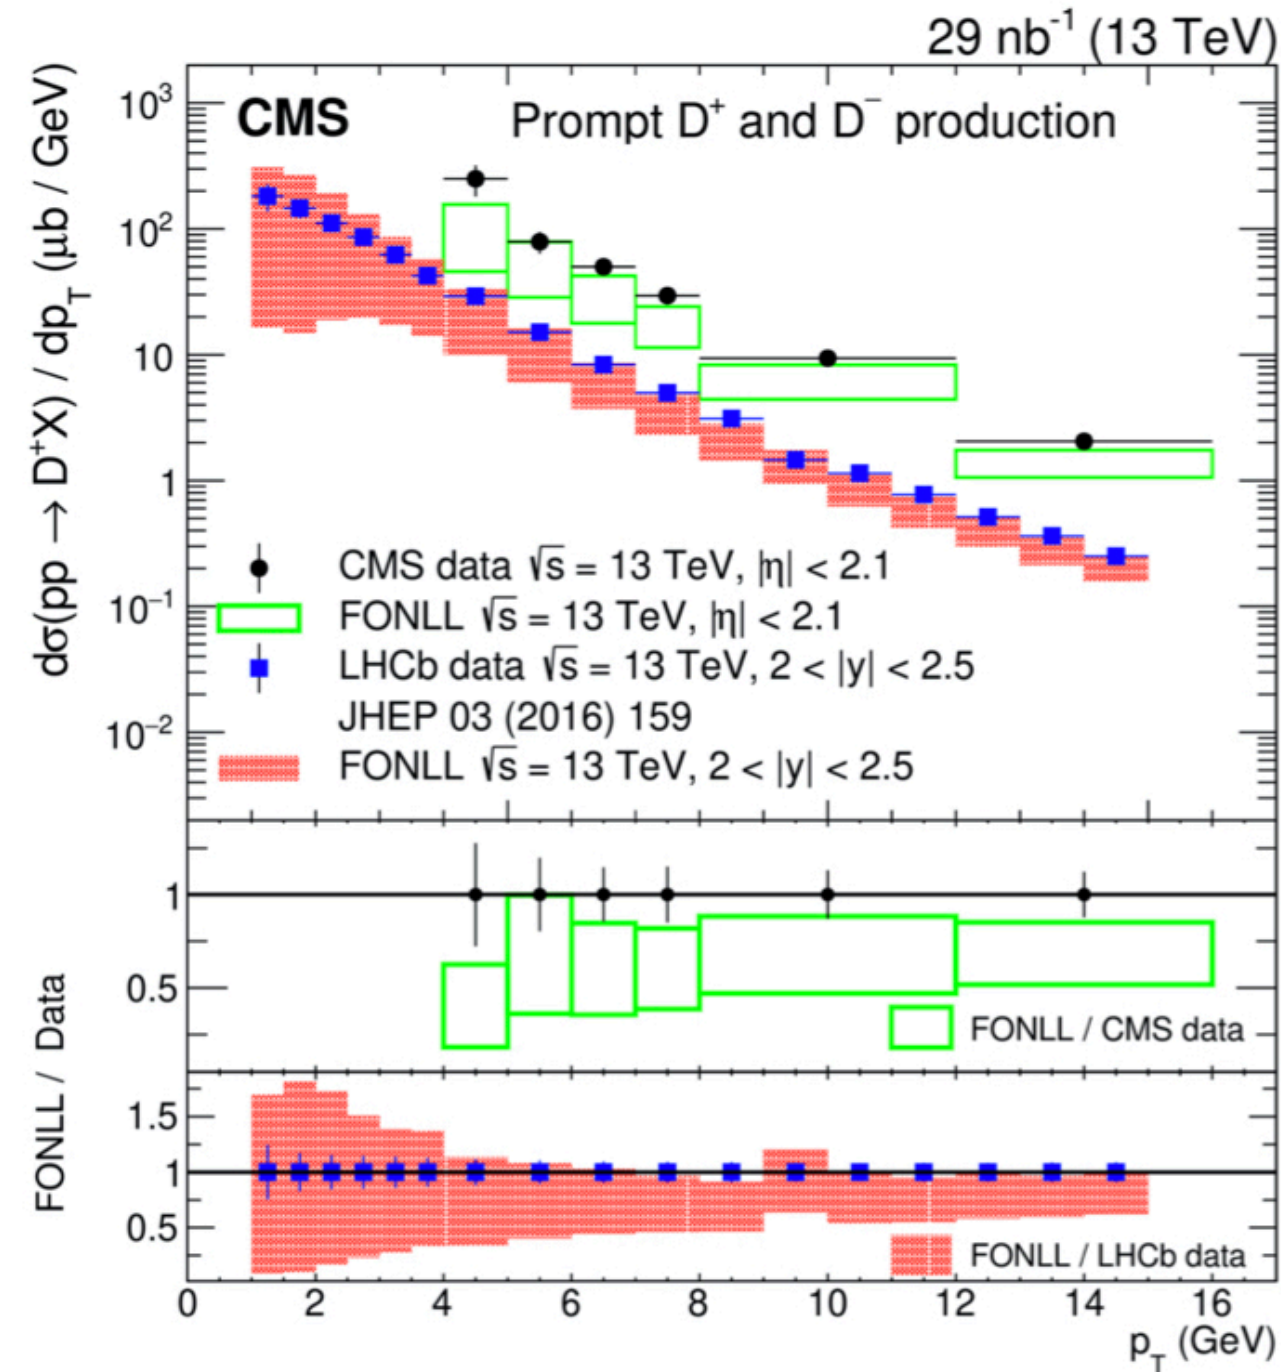 29 nb⁻¹ (13 TeV)
CMS Prompt D⁺ and D⁻ production
dσ(pp → D⁺X) / dp_T (μb / GeV)
10³
10²
10
1
10⁻¹
10⁻²
CMS data √s = 13 TeV, |η| < 2.1
FONLL √s = 13 TeV, |η| < 2.1
LHCb data √s = 13 TeV, 2 < |y| < 2.5
JHEP 03 (2016) 159
FONLL √s = 13 TeV, 2 < |y| < 2.5
FONLL / Data
1
0.5
FONLL / CMS data
1.5
1
0.5
FONLL / LHCb data
0 2 4 6 8 10 12 14 16
p_T (GeV)